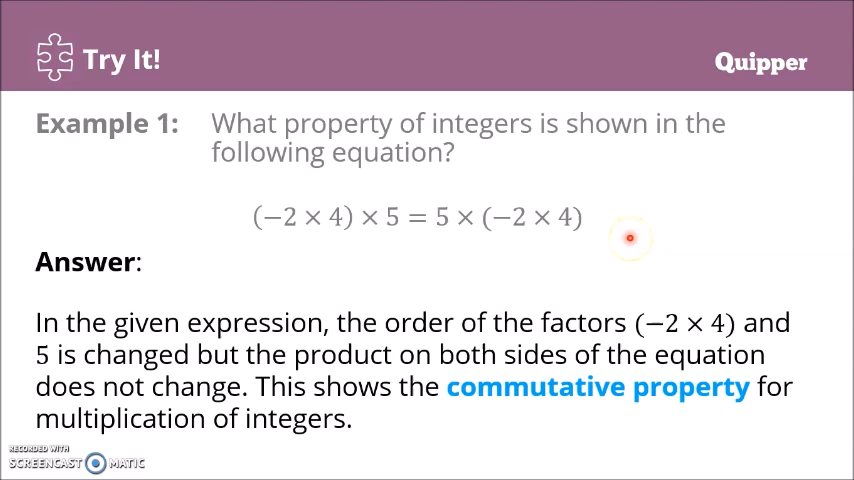 Try It!
Quipper
Example 1: What property of integers is shown in the
following equation?
(−2 × 4) × 5 = 5 × (−2 × 4)
Answer:
In the given expression, the order of the factors (−2 × 4) and
5 is changed but the product on both sides of the equation
does not change. This shows the commutative property for
multiplication of integers.
RECORDED WITH
SCREENCAST MATIC